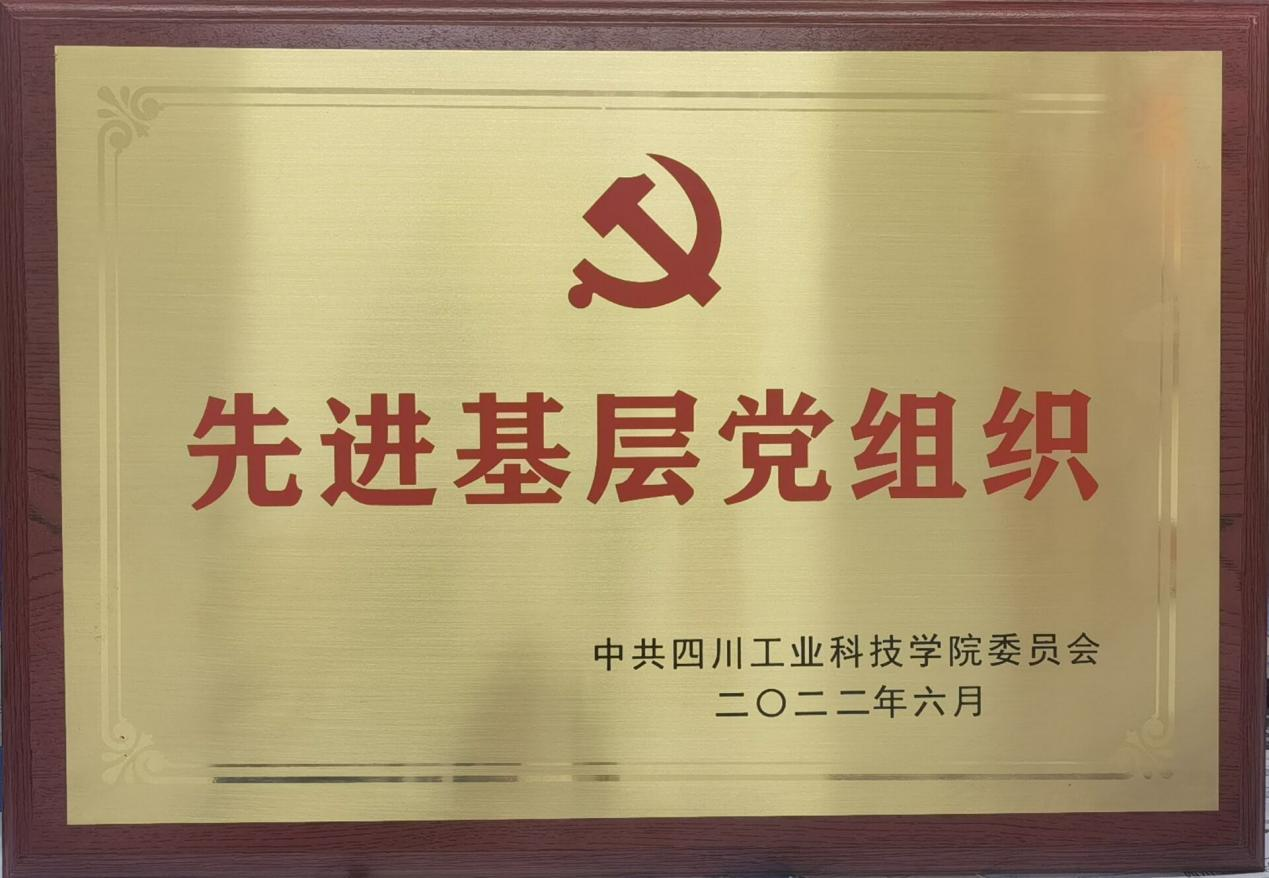 先进基层党组织
中共四川工业科技学院委员会
二〇二二年六月